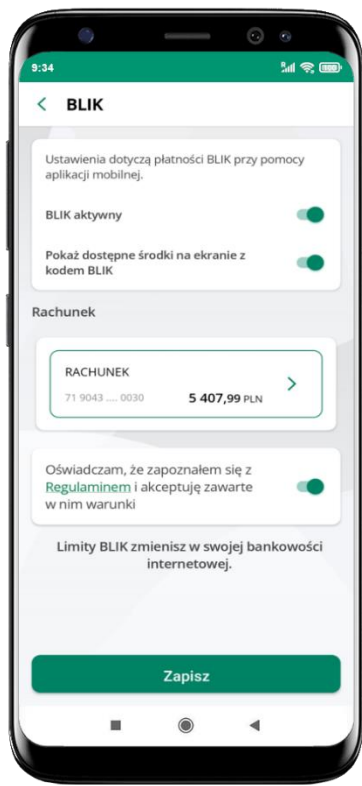 9:34
BLIK
Ustawienia dotyczą płatności BLIK przy pomocy
aplikacji mobilnej.
BLIK aktywny
Pokaż dostępne środki na ekranie z
kodem BLIK
Rachunek
RACHUNEK
71 9043 .... 0030 5 407,99 PLN
Oświadczam, że zapoznałem się z
Regulaminem i akceptuję zawarte
w nim warunki
Limity BLIK zmienisz w swojej bankowości
internetowej.
Zapisz